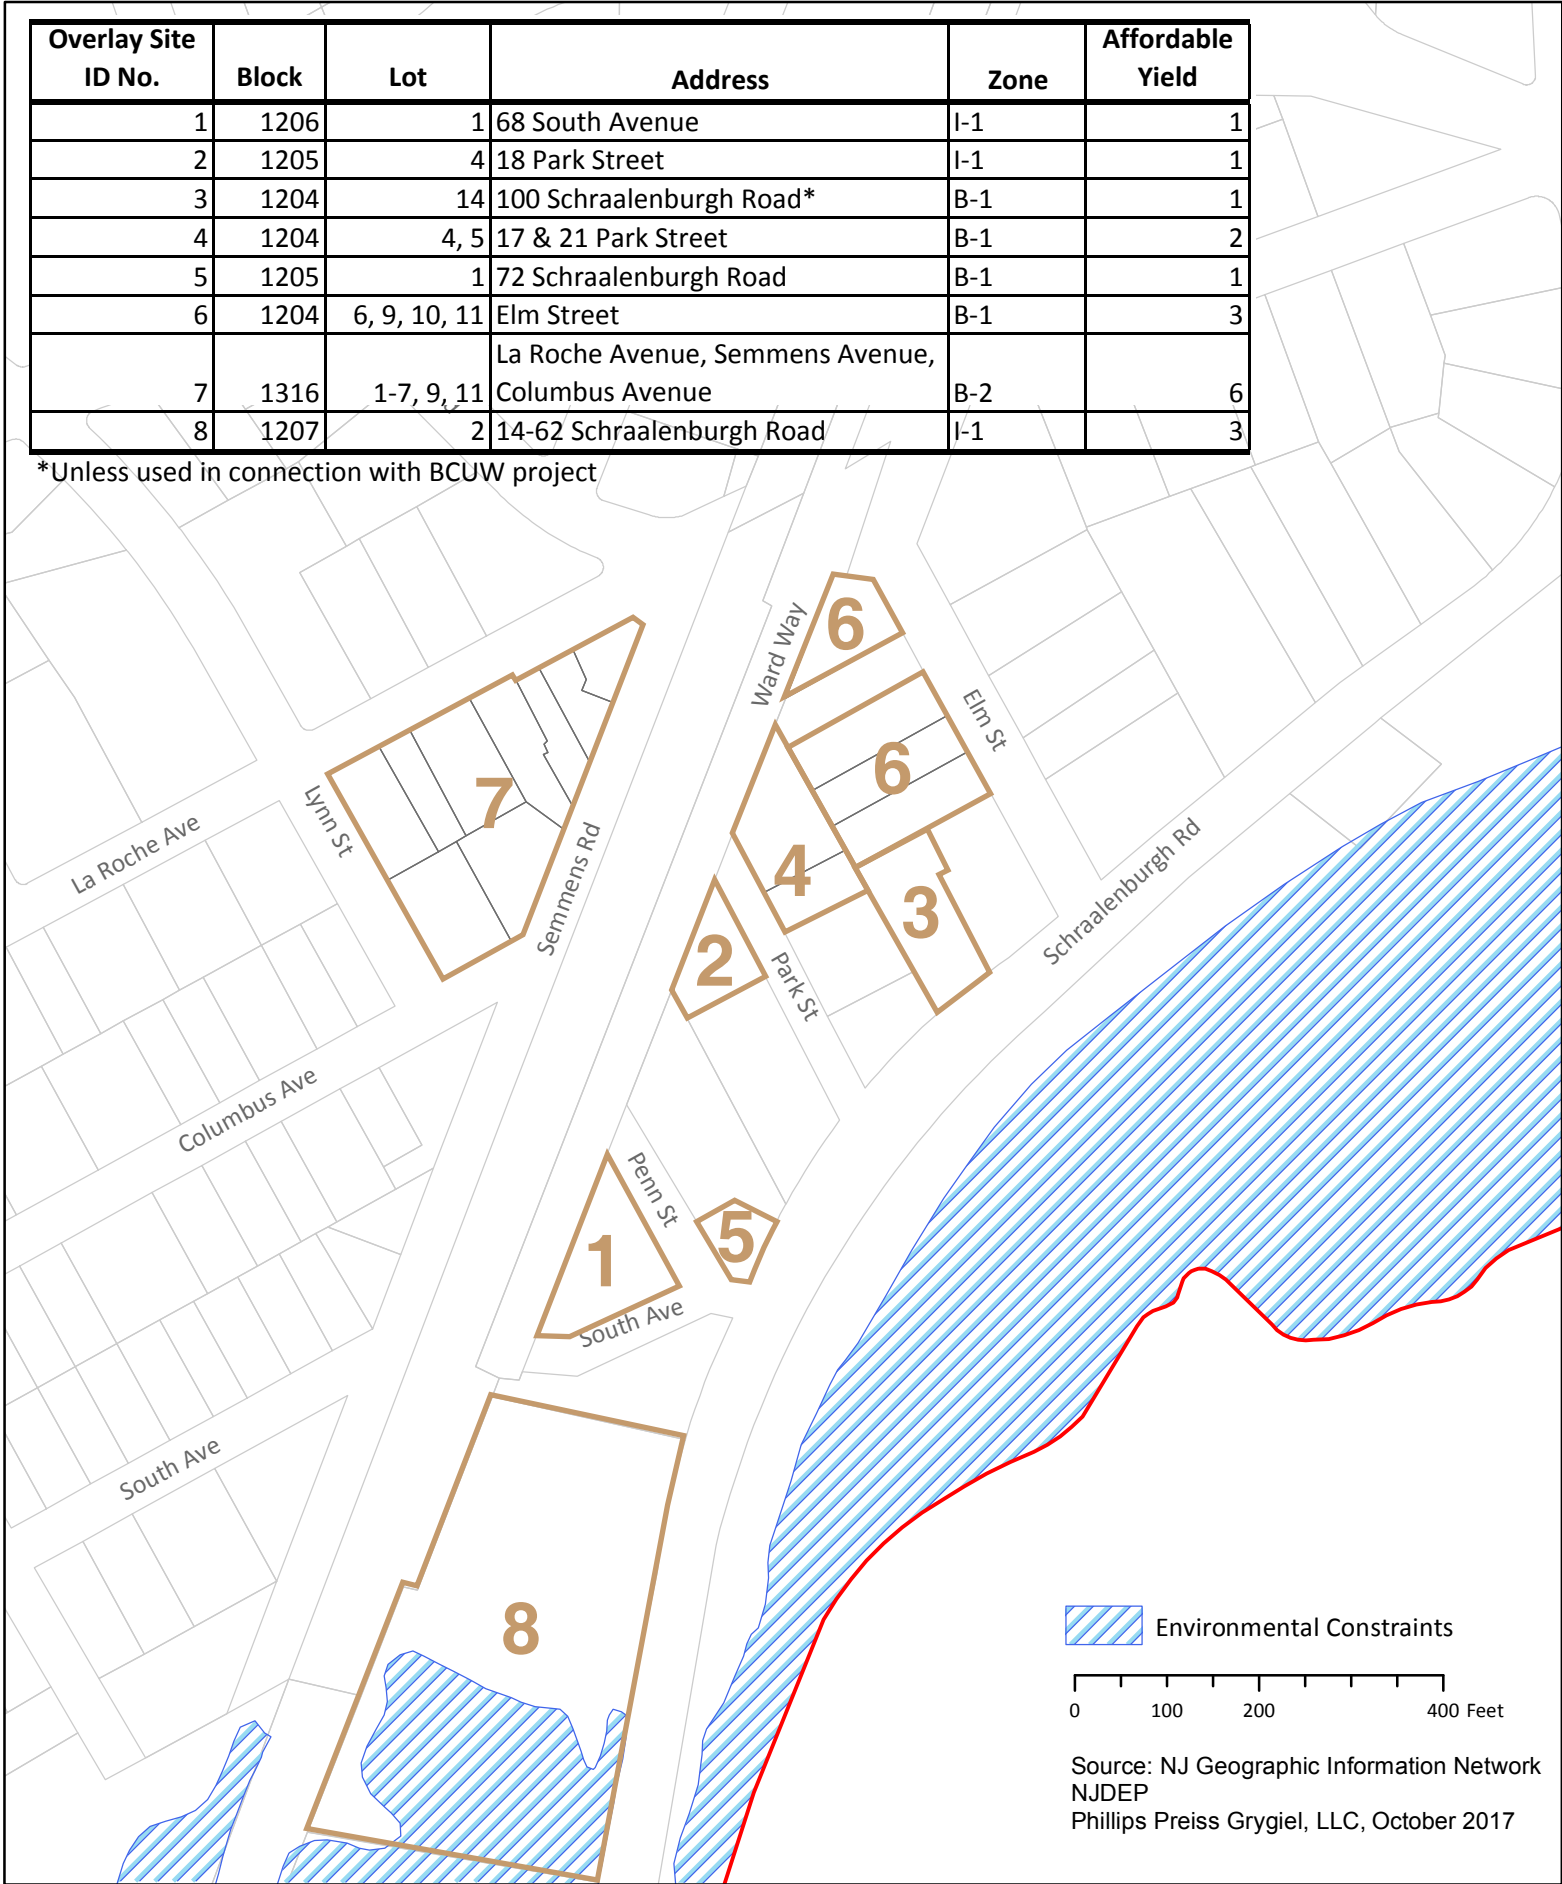 Overlay Site ID No. Block Lot Address Zone Affordable Yield
1 1206 1 68 South Avenue I-1 1
2 1205 4 18 Park Street I-1 1
3 1204 14 100 Schraalenburgh Road* B-1 1
4 1204 4, 5 17 & 21 Park Street B-1 2
5 1205 1 72 Schraalenburgh Road B-1 1
6 1204 6, 9, 10, 11 Elm Street B-1 3
7 1316 1-7, 9, 11 La Roche Avenue, Semmens Avenue, Columbus Avenue B-2 6
8 1207 2 14-62 Schraalenburgh Road I-1 3
*Unless used in connection with BCUW project
6
Ward Way
Elm St
6
7
Lynn St
La Roche Ave
Semmens Rd
4
3
Schraalenburgh Rd
2
Park St
Columbus Ave
Penn St
5
1
South Ave
South Ave
8
Environmental Constraints
0 100 200 400 Feet
Source: NJ Geographic Information Network
NJDEP
Phillips Preiss Grygiel, LLC, October 2017